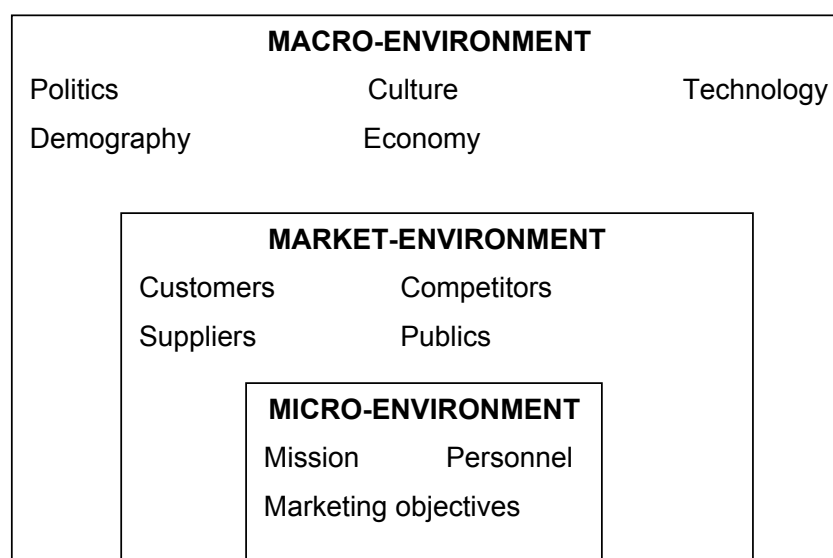 MACRO-ENVIRONMENT
Politics Culture Technology
Demography Economy
MARKET-ENVIRONMENT
Customers Competitors
Suppliers Publics
MICRO-ENVIRONMENT
Mission Personnel
Marketing objectives